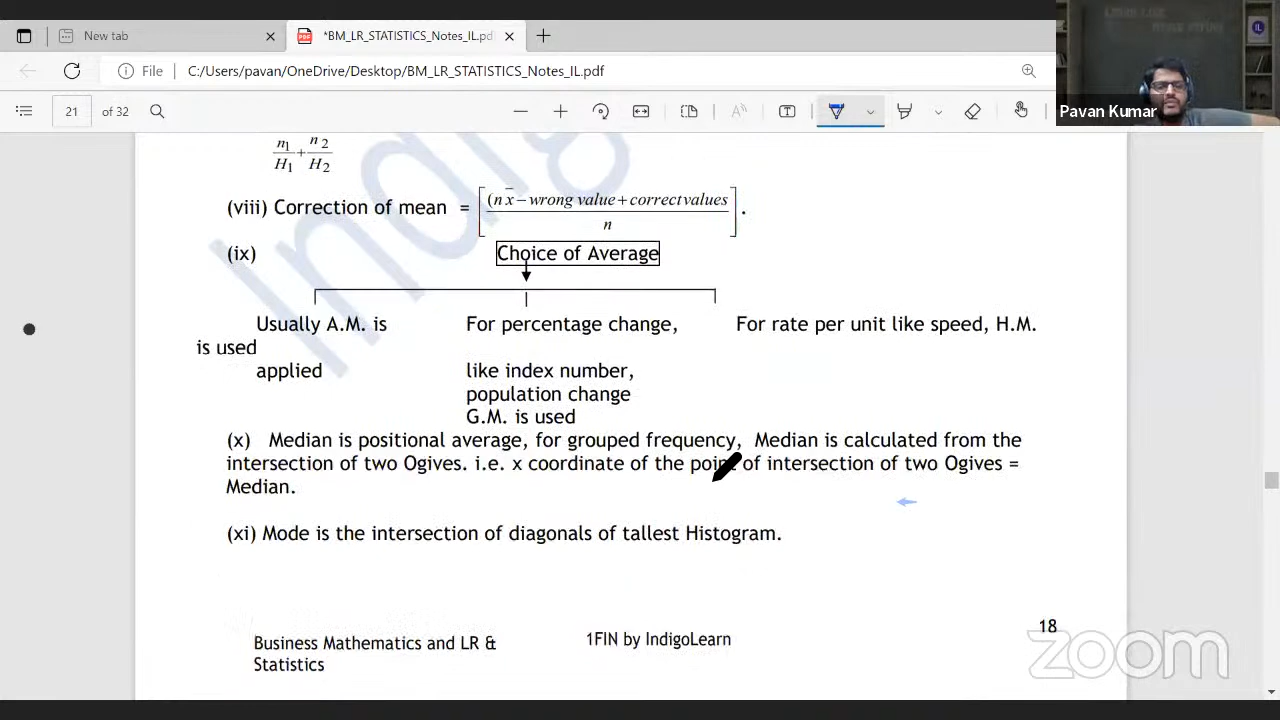 New tab
*BM_LR_STATISTICS_Notes_IL.pdf
File C:/Users/pavan/OneDrive/Desktop/BM_LR_STATISTICS_Notes_IL.pdf
21 of 32
Pavan Kumar
n1/H1 + n2/H2
(viii) Correction of mean = [(n x̄ − wrong value + correct values / n].
(ix) Choice of Average
Usually A.M. is For percentage change, For rate per unit like speed, H.M.
is used
applied like index number,
population change
G.M. is used
(x) Median is positional average, for grouped frequency, Median is calculated from the
intersection of two Ogives. i.e. x coordinate of the point of intersection of two Ogives =
Median.
(xi) Mode is the intersection of diagonals of tallest Histogram.
18
Business Mathematics and LR &
Statistics
1FIN by IndigoLearn
zoom
Indig